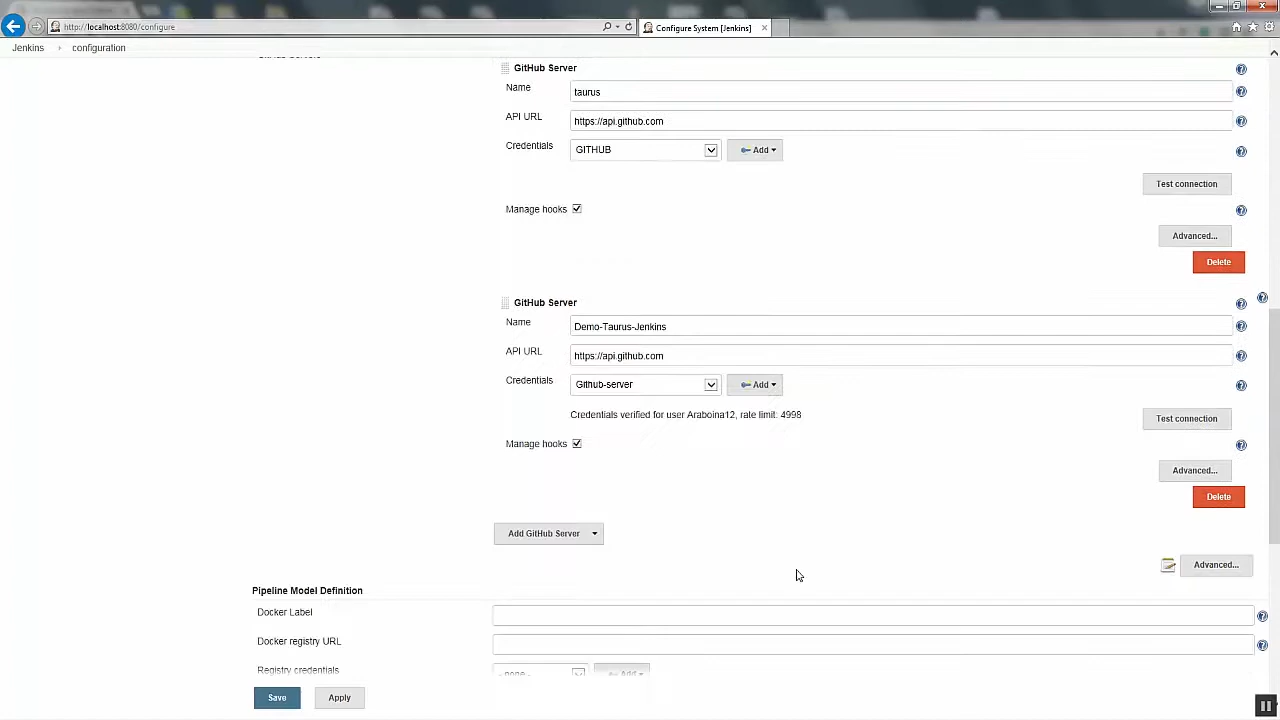 http://localhost:8080/configure
Configure System [Jenkins]
Jenkins
configuration
GitHub Server
Name
taurus
API URL
https://api.github.com
Credentials
GITHUB
Add
Test connection
Manage hooks
Advanced...
Delete
GitHub Server
Name
Demo-Taurus-Jenkins
API URL
https://api.github.com
Credentials
Github-server
Add
Credentials verified for user Araboina12, rate limit: 4998
Test connection
Manage hooks
Advanced...
Delete
Add GitHub Server
Advanced...
Pipeline Model Definition
Docker Label
Docker registry URL
Registry credentials
- none -
Add
Save
Apply